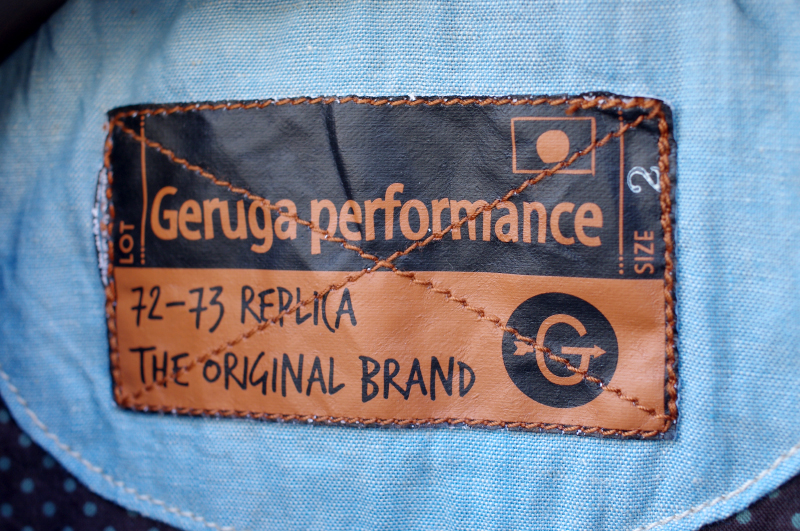 LOT
Geruga performance
SIZE 2
72-73 REPLICA
THE ORIGINAL BRAND
G